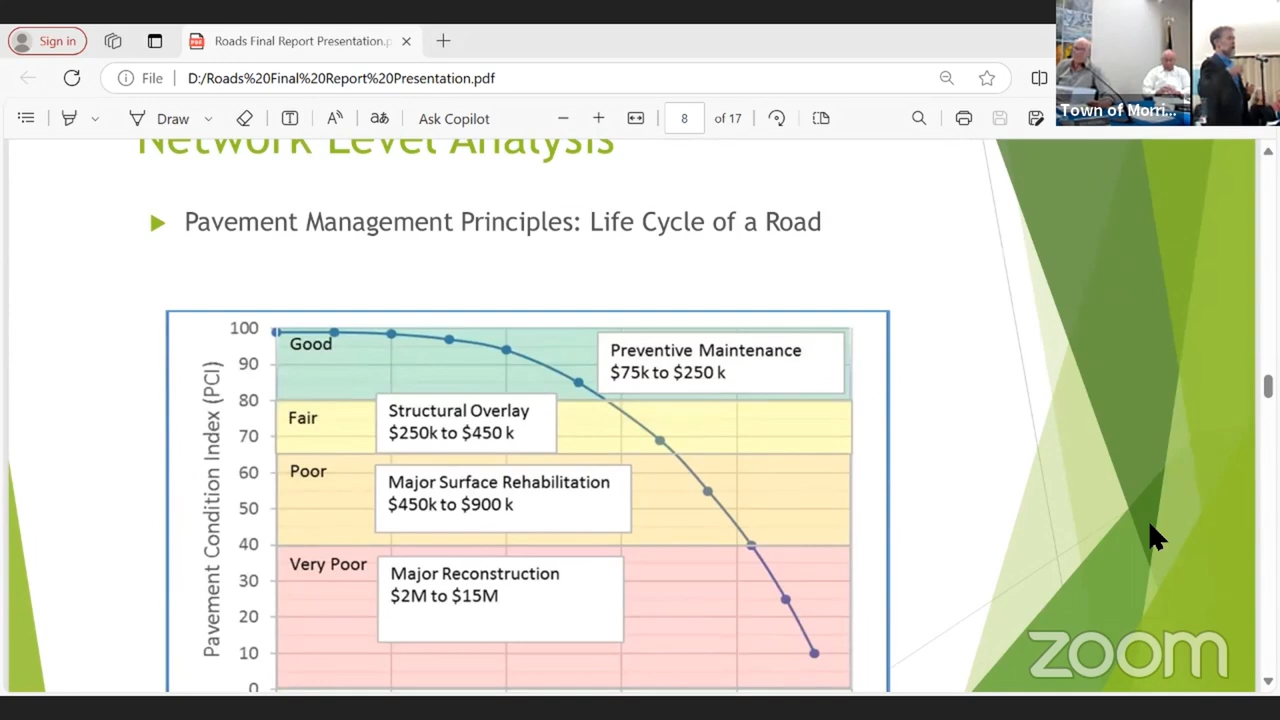 Sign in
Roads Final Report Presentation.p
File
D:/Roads%20Final%20Report%20Presentation.pdf
Draw
Ask Copilot
8
of 17
Town of Morri...
Network Level Analysis
Pavement Management Principles: Life Cycle of a Road
Pavement Condition Index (PCI)
100
90
80
70
60
50
40
30
20
10
0
Good
Preventive Maintenance
$75k to $250 k
Fair
Structural Overlay
$250k to $450 k
Poor
Major Surface Rehabilitation
$450k to $900 k
Very Poor
Major Reconstruction
$2M to $15M
zoom